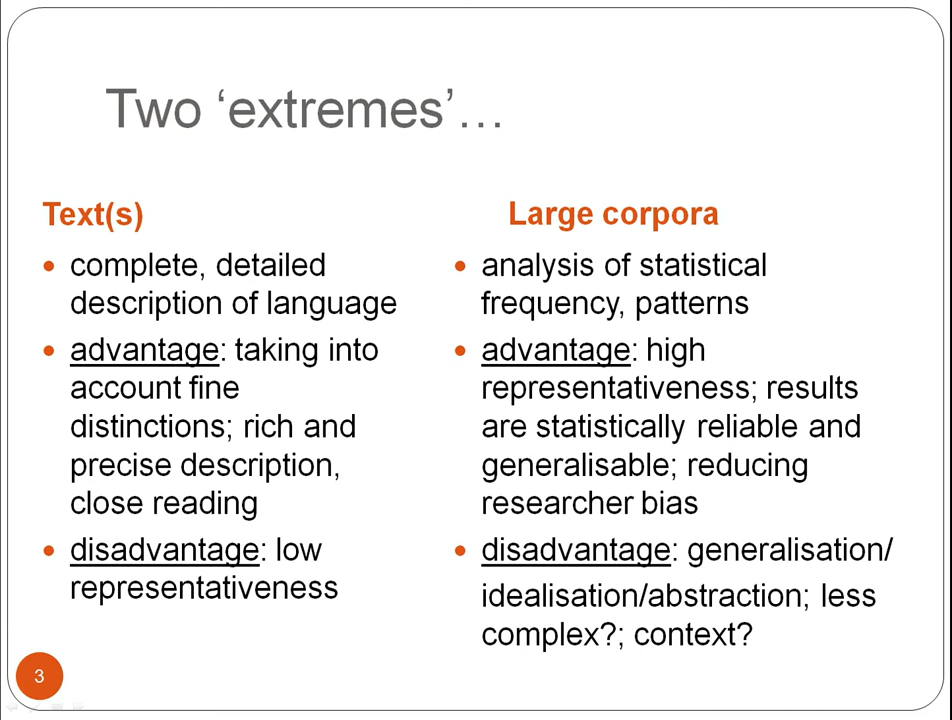 Two ‘extremes’…
Text(s)
• complete, detailed
description of language
• advantage: taking into
account fine
distinctions; rich and
precise description,
close reading
• disadvantage: low
representativeness
Large corpora
• analysis of statistical
frequency, patterns
• advantage: high
representativeness; results
are statistically reliable and
generalisable; reducing
researcher bias
• disadvantage: generalisation/
idealisation/abstraction; less
complex?; context?
3